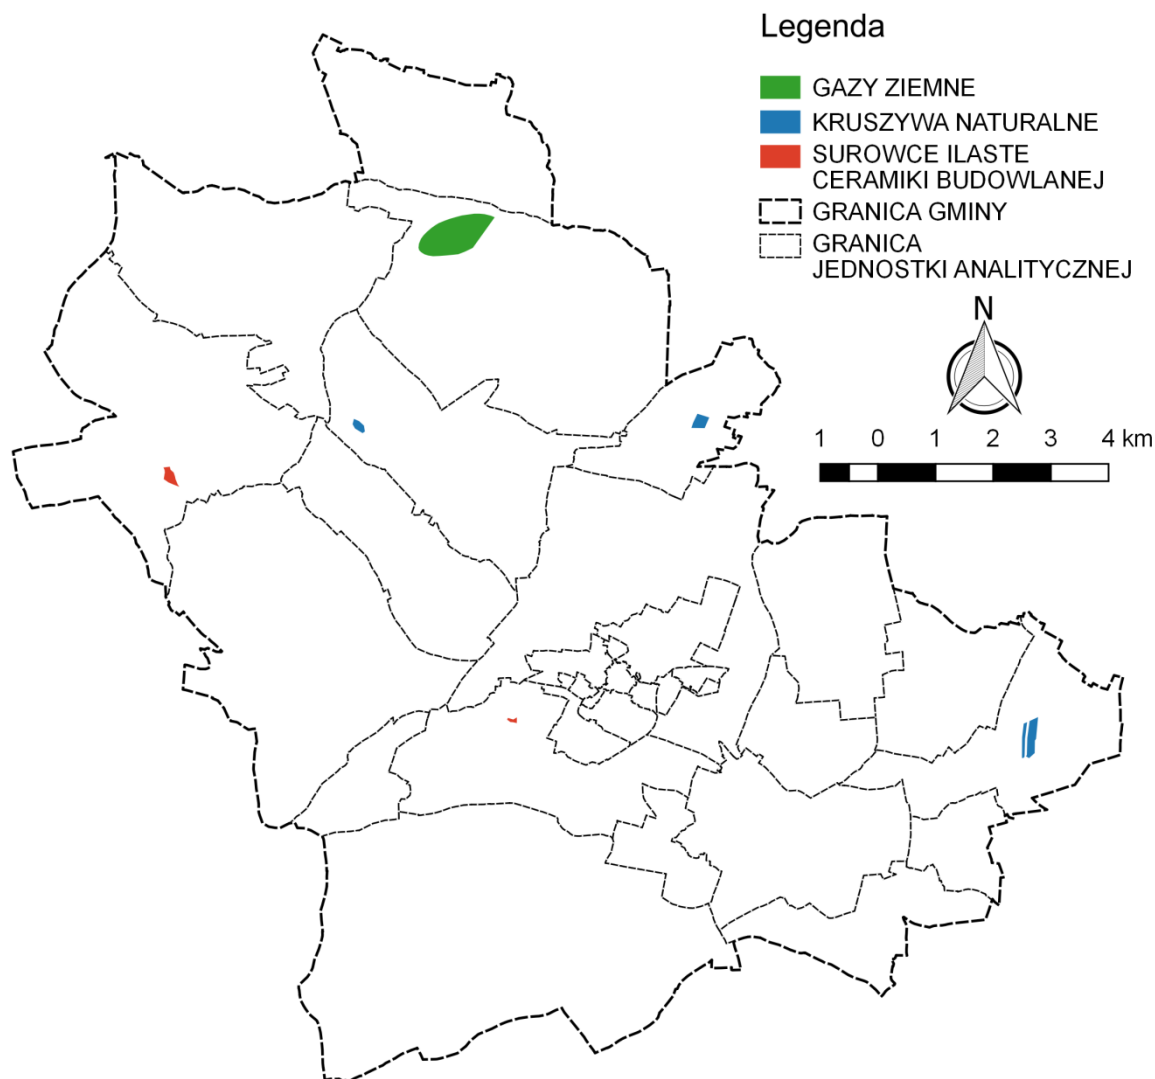 Legenda
GAZY ZIEMNE
KRUSZYWA NATURALNE
SUROWCE ILASTE
CERAMIKI BUDOWLANEJ
GRANICA GMINY
GRANICA
JEDNOSTKI ANALITYCZNEJ
N
1 0 1 2 3 4 km